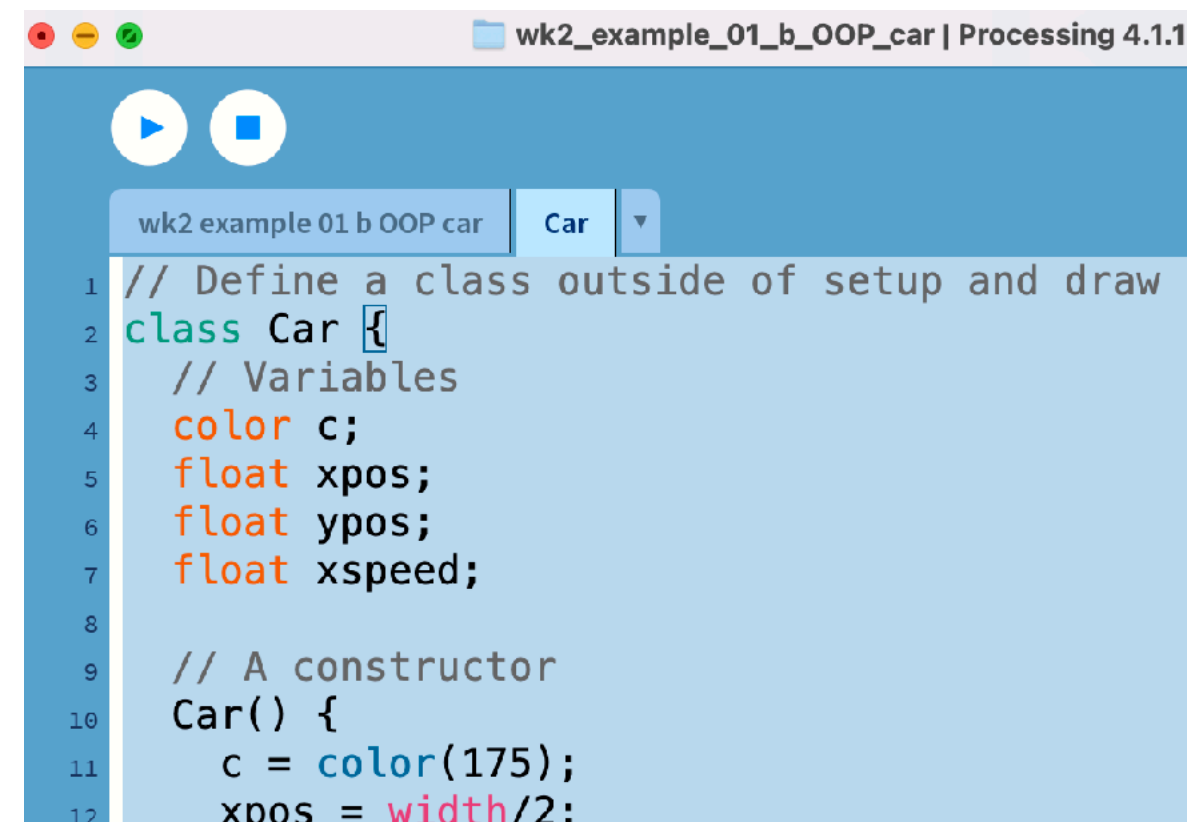 wk2_example_01_b_OOP_car | Processing 4.1.1
wk2 example 01 b OOP car Car ▼
1 // Define a class outside of setup and draw
2 class Car {
3 // Variables
4 color c;
5 float xpos;
6 float ypos;
7 float xspeed;
8
9 // A constructor
10 Car() {
11 c = color(175);
12 xpos = width/2;